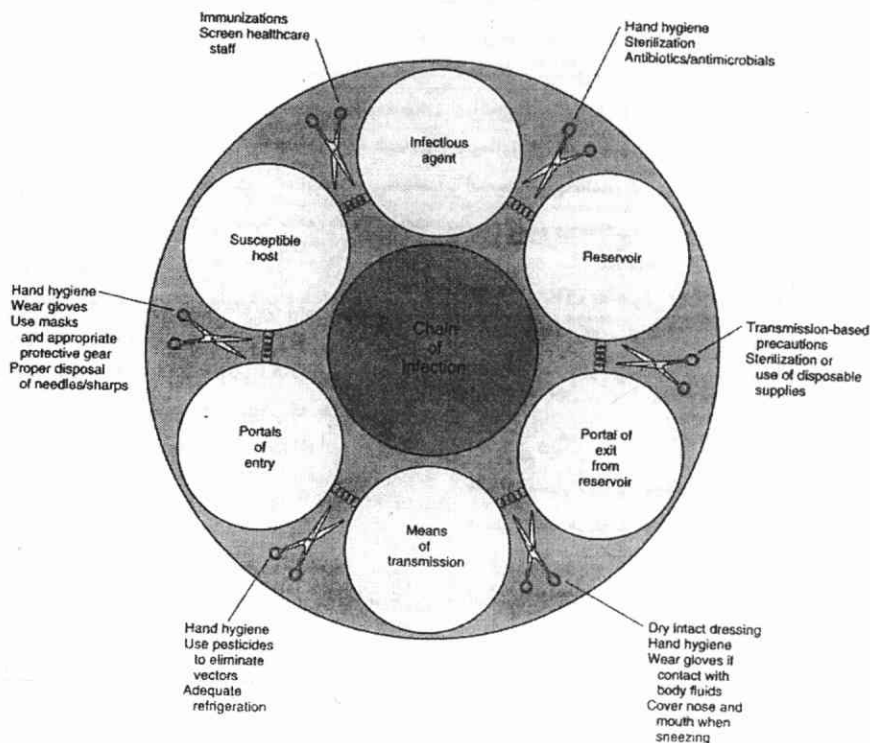 Immunizations
Screen healthcare
staff
Hand hygiene
Sterilization
Antibiotics/antimicrobials
Infectious
agent
Susceptible
host
Reservoir
Hand hygiene
Wear gloves
Use masks
and appropriate
protective gear
Proper disposal
of needles/sharps
Chain
of
Infection
Transmission-based
precautions
Sterilization or
use of disposable
supplies
Portals
of
entry
Portal of
exit
from
reservoir
Means
of
transmission
Hand hygiene
Use pesticides
to eliminate
vectors
Adequate
refrigeration
Dry intact dressing
Hand hygiene
Wear gloves if
contact with
body fluids
Cover nose and
mouth when
sneezing